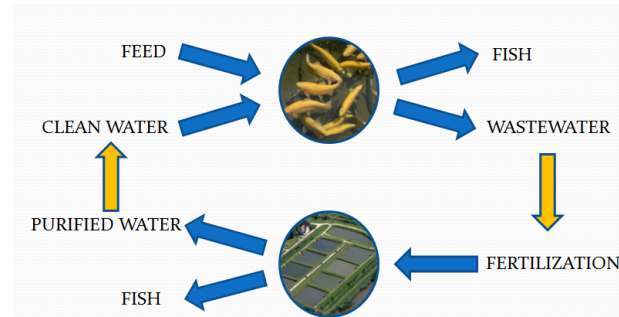 FEED
FISH
CLEAN WATER
WASTEWATER
PURIFIED WATER
FERTILIZATION
FISH